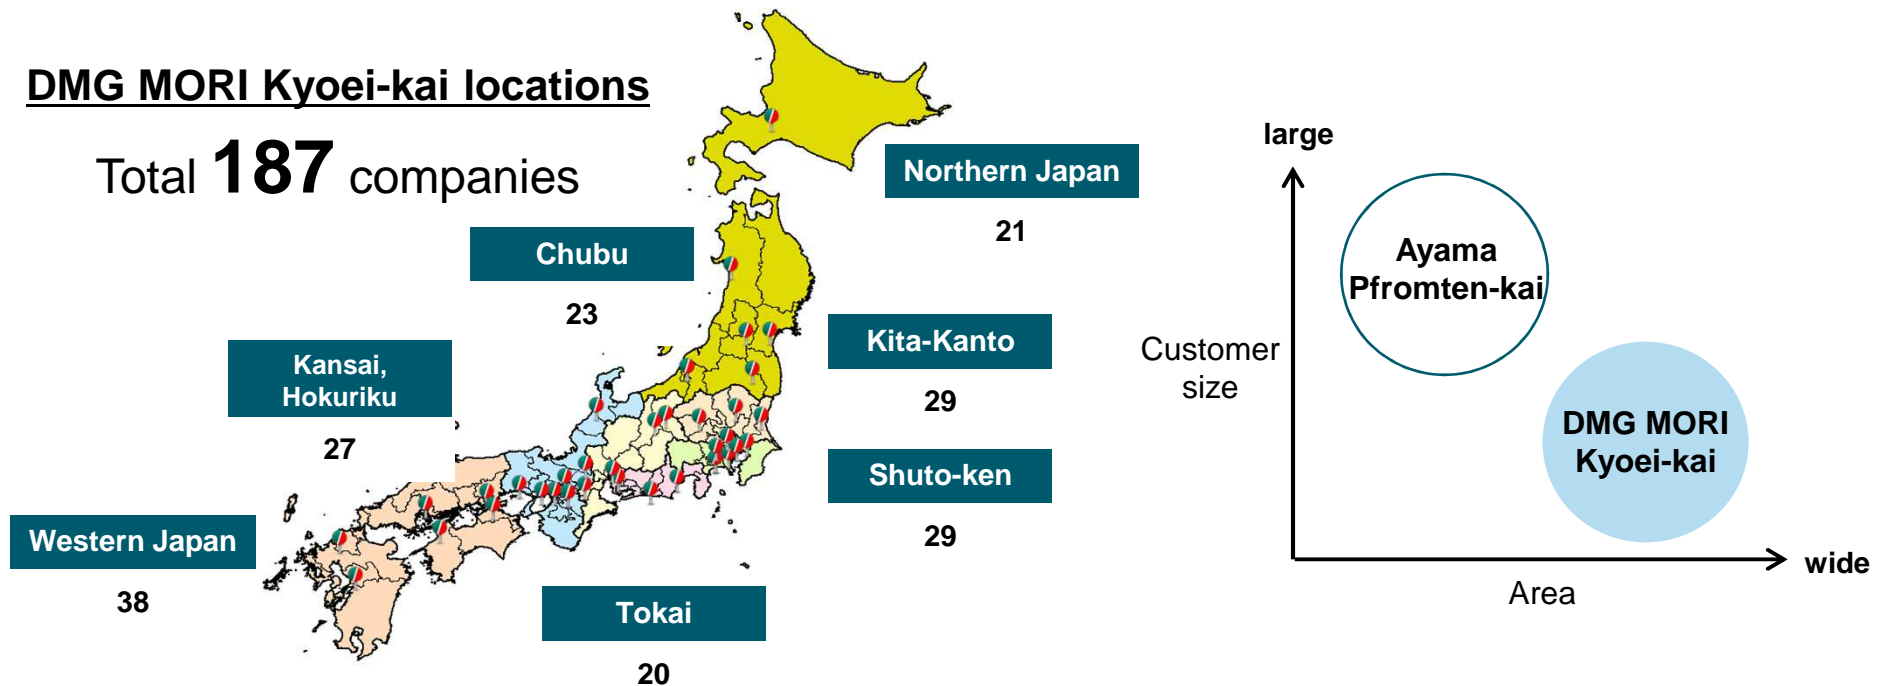 DMG MORI Kyoei-kai locations
Total 187 companies
Northern Japan
21
Chubu
23
Kita-Kanto
29
Kansai,
Hokuriku
27
Shuto-ken
29
Western Japan
38
Tokai
20
large
Ayama
Pfromten-kai
Customer
size
DMG MORI
Kyoei-kai
wide
Area